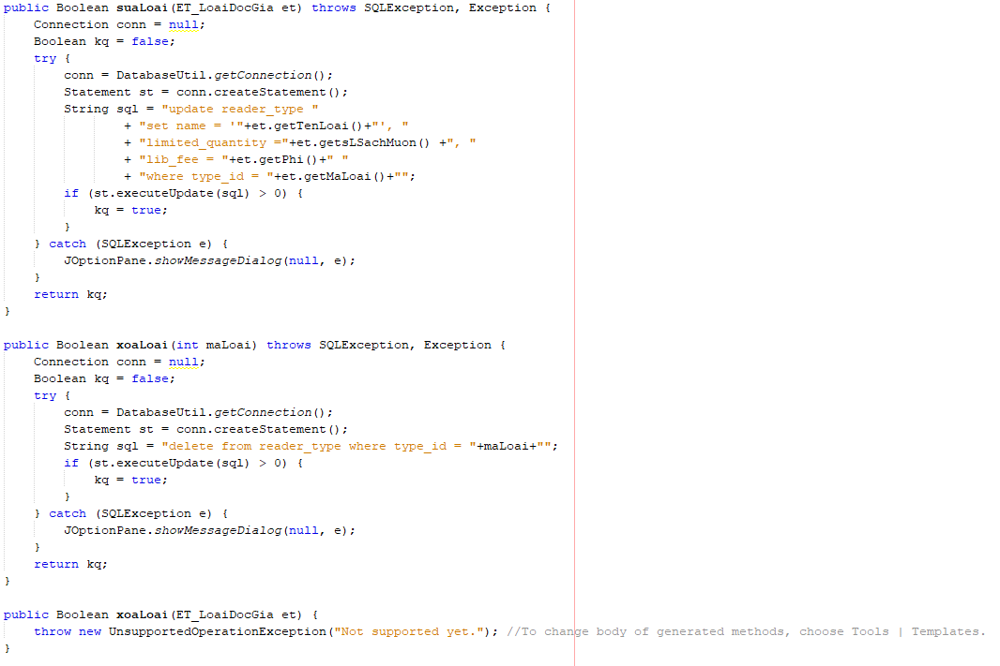 public Boolean suaLoai(ET_LoaiDocGia et) throws SQLException, Exception {
    Connection conn = null;
    Boolean kq = false;
    try {
        conn = DatabaseUtil.getConnection();
        Statement st = conn.createStatement();
        String sql = "update reader_type "
                + "set name = '"+et.getTenLoai()+"', "
                + "limited_quantity ="+et.getsLSachMuon() +", "
                + "lib_fee = "+et.getPhi()+" "
                + "where type_id = "+et.getMaLoai()+"";
        if (st.executeUpdate(sql) > 0) {
            kq = true;
        }
    } catch (SQLException e) {
        JOptionPane.showMessageDialog(null, e);
    }
    return kq;
}

public Boolean xoaLoai(int maLoai) throws SQLException, Exception {
    Connection conn = null;
    Boolean kq = false;
    try {
        conn = DatabaseUtil.getConnection();
        Statement st = conn.createStatement();
        String sql = "delete from reader_type where type_id = "+maLoai+"";
        if (st.executeUpdate(sql) > 0) {
            kq = true;
        }
    } catch (SQLException e) {
        JOptionPane.showMessageDialog(null, e);
    }
    return kq;
}

public Boolean xoaLoai(ET_LoaiDocGia et) {
    throw new UnsupportedOperationException("Not supported yet."); //To change body of generated methods, choose Tools | Templates.
}